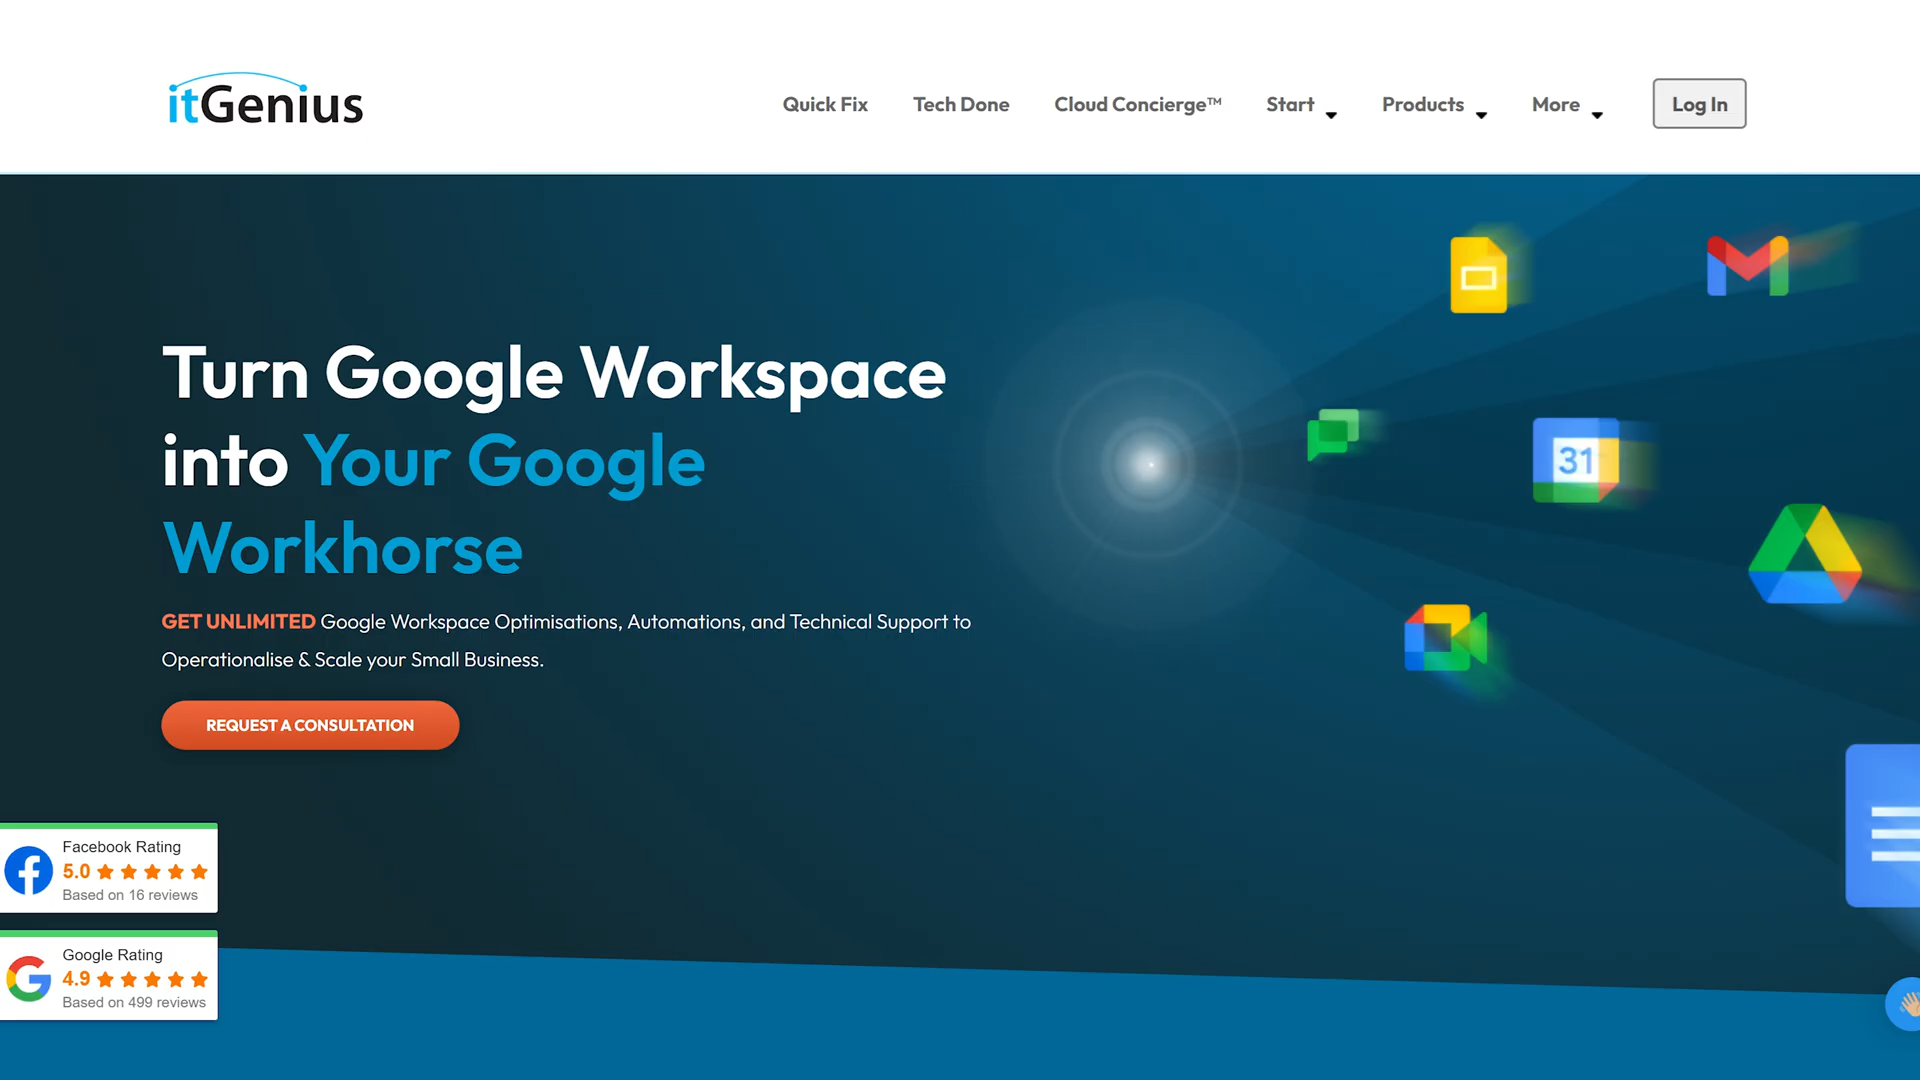 itGenius
Quick Fix
Tech Done
Cloud Concierge™
Start
Products
More
Log In
Turn Google Workspace
into Your Google
Workhorse
GET UNLIMITED Google Workspace Optimisations, Automations, and Technical Support to
Operationalise & Scale your Small Business.
REQUEST A CONSULTATION
31
Facebook Rating
5.0
Based on 16 reviews
Google Rating
4.9
Based on 499 reviews